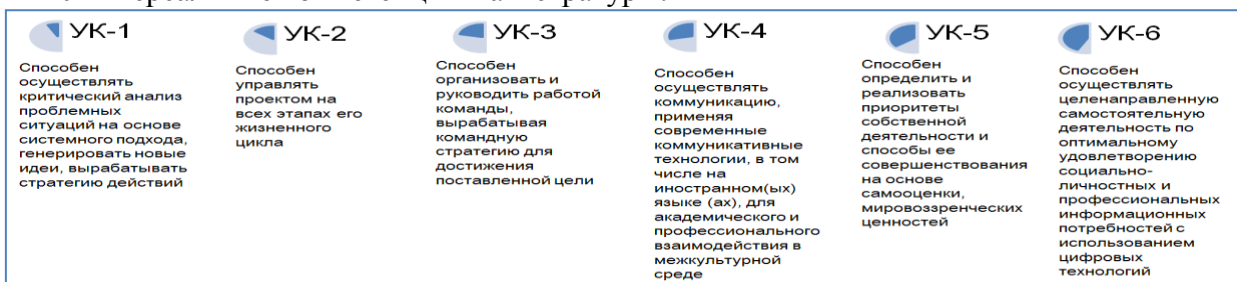 УК-1
Способен
осуществлять
критический анализ
проблемных
ситуаций на основе
системного подхода,
генерировать новые
идеи, вырабатывать
стратегию действий
УК-2
Способен
управлять
проектом на
всех этапах его
жизненного
цикла
УК-3
Способен
организовать и
руководить работой
команды,
вырабатывая
командную
стратегию для
достижения
поставленной цели
УК-4
Способен
осуществлять
коммуникацию,
применяя
современные
коммуникативные
технологии, в том
числе на
иностранном(ых)
языке (ах), для
академического и
профессионального
взаимодействия в
межкультурной
среде
УК-5
Способен
определить и
реализовать
приоритеты
собственной
деятельности и
способы ее
совершенствования
на основе
самооценки,
мировоззренческих
ценностей
УК-6
Способен
осуществлять
целенаправленную
самостоятельную
деятельность по
оптимальному
удовлетворению
социально-
личностных и
профессиональных
информационных
потребностей с
использованием
цифровых
технологий